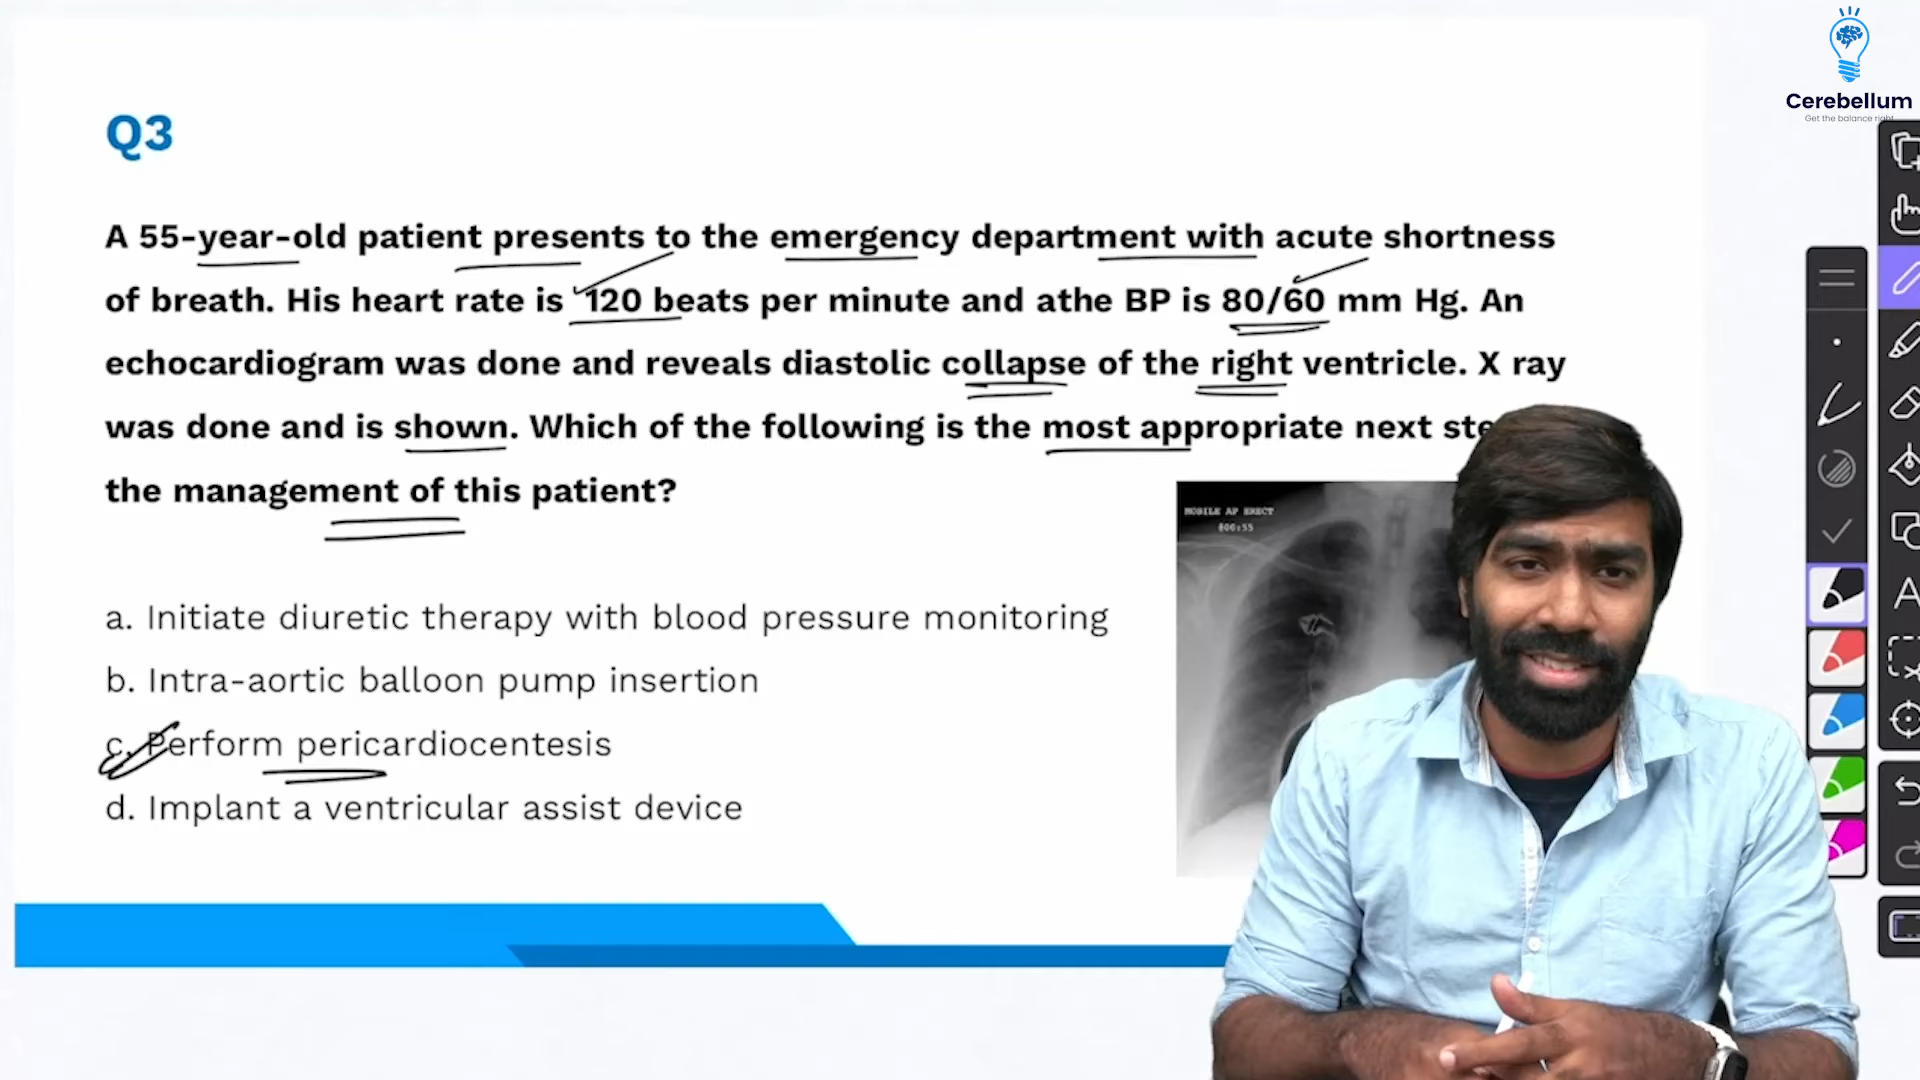 Cerebellum
Get the balance right
Q3
A 55-year-old patient presents to the emergency department with acute shortness
of breath. His heart rate is 120 beats per minute and athe BP is 80/60 mm Hg. An
echocardiogram was done and reveals diastolic collapse of the right ventricle. X ray
was done and is shown. Which of the following is the most appropriate next
the management of this patient?
MOBILE AP ERECT
a. Initiate diuretic therapy with blood pressure monitoring
b. Intra-aortic balloon pump insertion
c. Perform pericardiocentesis
d. Implant a ventricular assist device
A